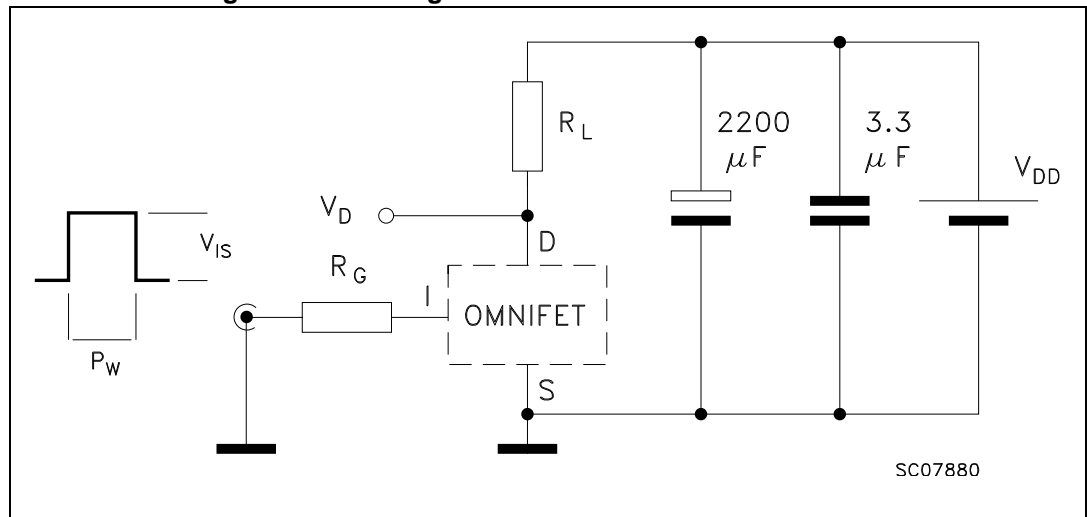 R L
2200
μF
3.3
μF
V DD
V D
D
V IS
R G
I
OMNIFET
P W
S
SC07880